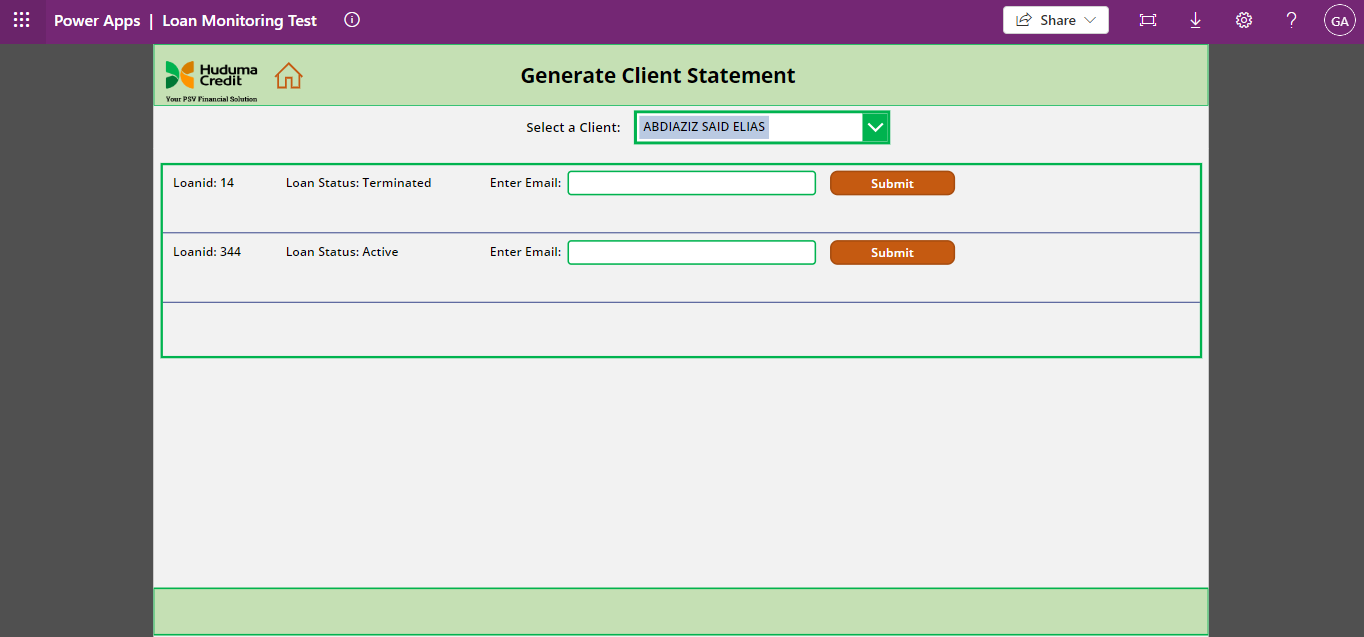 Power Apps | Loan Monitoring Test
Share
?
GA
Huduma
Credit
Your PSV Financial Solution
Generate Client Statement
Select a Client:
ABDIAZIZ SAID ELIAS
Loanid: 14 Loan Status: Terminated Enter Email: Submit
Loanid: 344 Loan Status: Active Enter Email: Submit